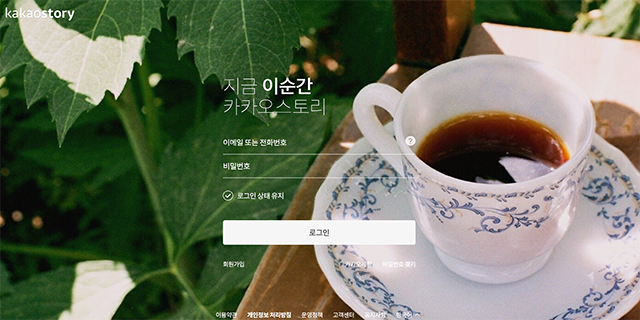 kakaostory
지금 이순간
카카오스토리
이메일 또는 전화번호
?
비밀번호
로그인 상태 유지
로그인
회원가입 비밀번호 찾기
이용약관 개인정보 처리방침 운영정책 고객센터 공지사항 한국어